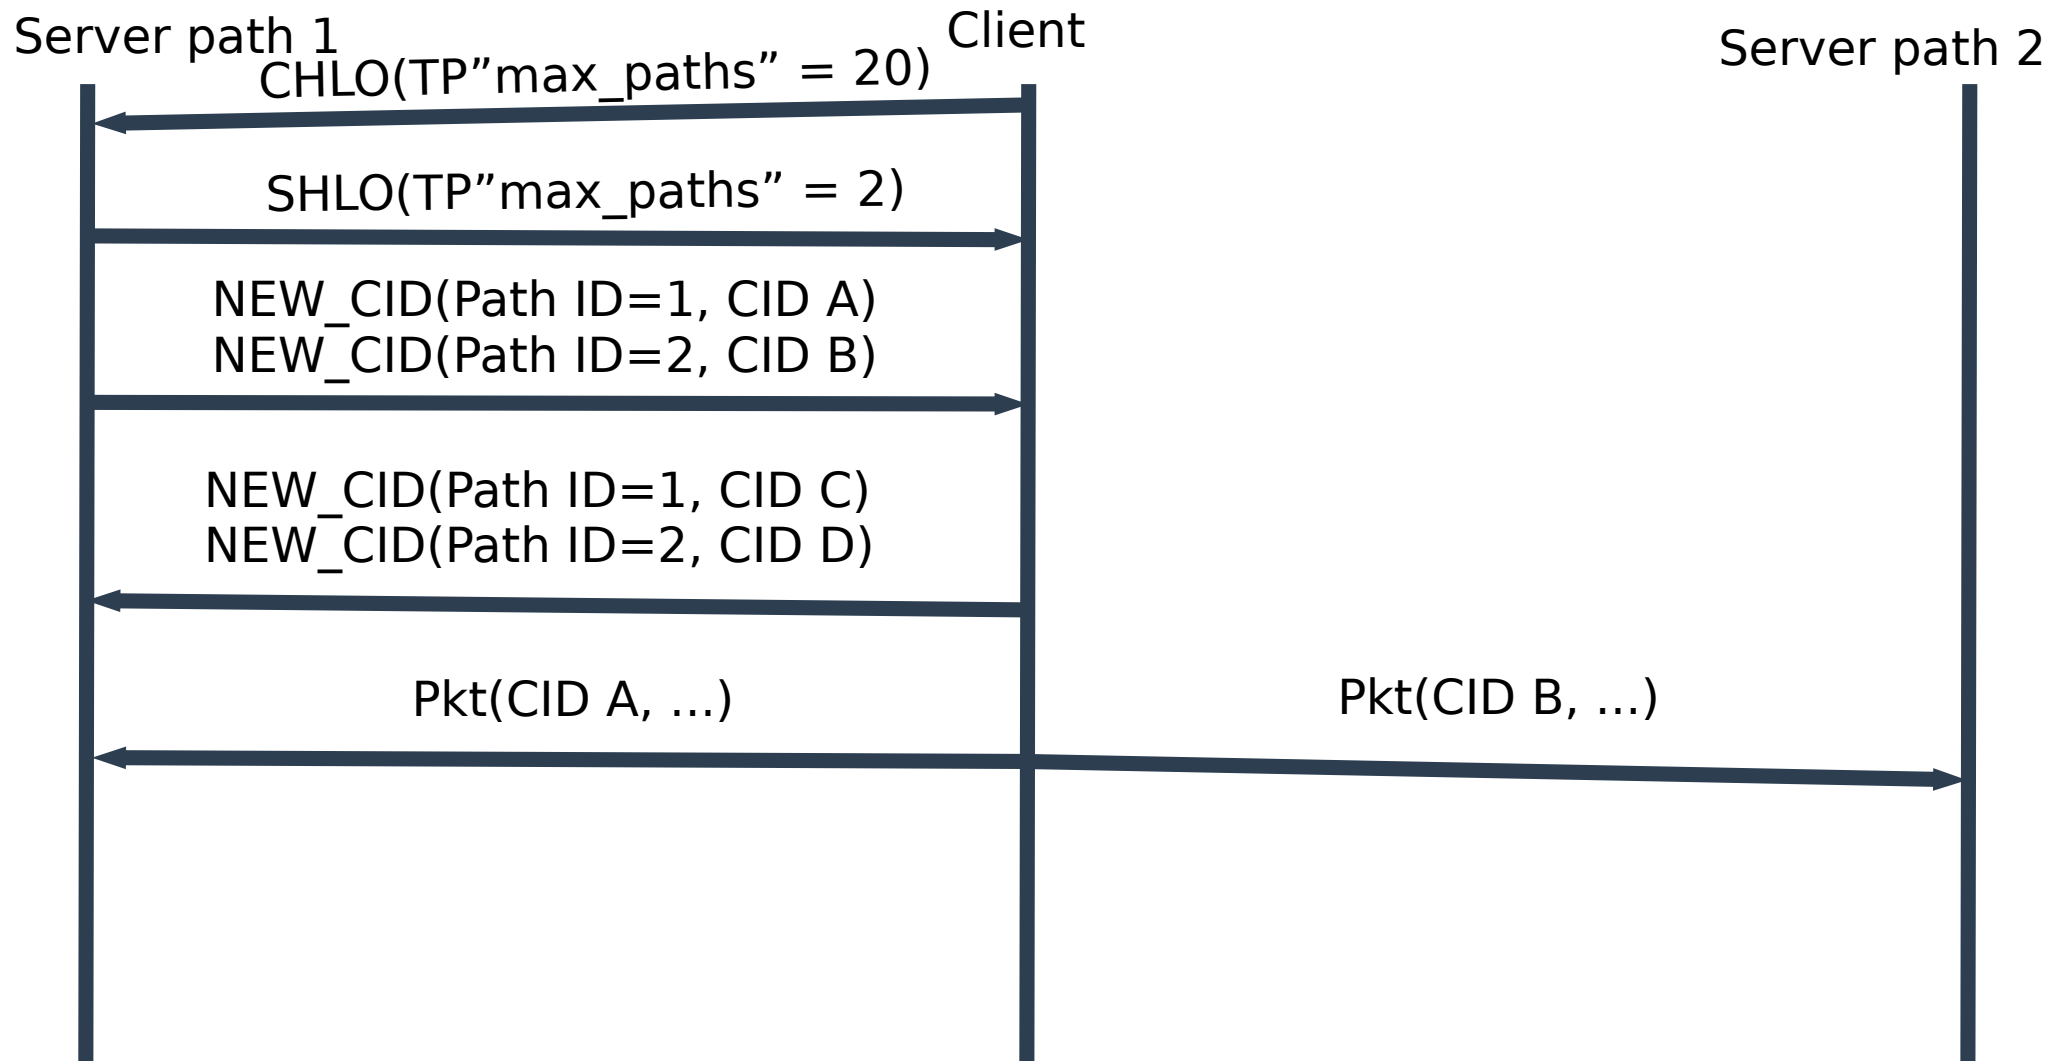 Server path 1
Client
Server path 2
CHLO(TP”max_paths” = 20)
SHLO(TP”max_paths” = 2)
NEW_CID(Path ID=1, CID A)
NEW_CID(Path ID=2, CID B)
NEW_CID(Path ID=1, CID C)
NEW_CID(Path ID=2, CID D)
Pkt(CID A, ...)
Pkt(CID B, ...)